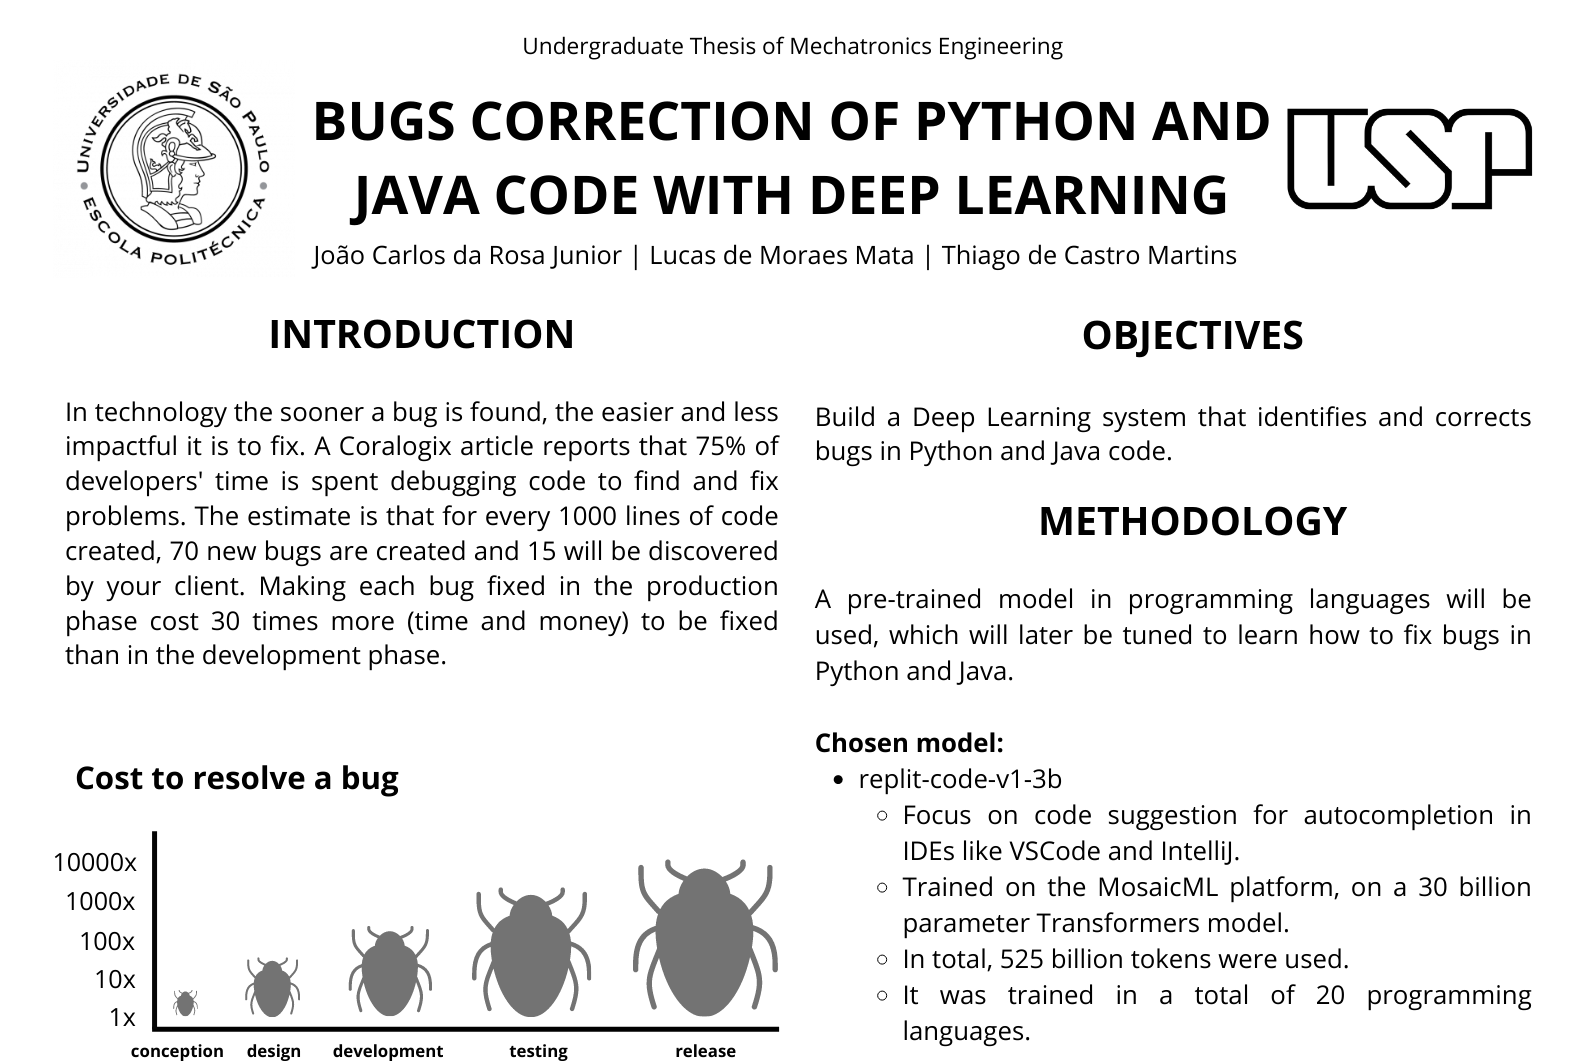 Undergraduate Thesis of Mechatronics Engineering
UNIVERSIDADE DE SÃO PAULO
ESCOLA POLITÉCNICA
BUGS CORRECTION OF PYTHON AND
JAVA CODE WITH DEEP LEARNING
USP
João Carlos da Rosa Junior | Lucas de Moraes Mata | Thiago de Castro Martins
INTRODUCTION
In technology the sooner a bug is found, the easier and less
impactful it is to fix. A Coralogix article reports that 75% of
developers' time is spent debugging code to find and fix
problems. The estimate is that for every 1000 lines of code
created, 70 new bugs are created and 15 will be discovered
by your client. Making each bug fixed in the production
phase cost 30 times more (time and money) to be fixed
than in the development phase.
Cost to resolve a bug
10000x
1000x
100x
10x
1x
conception design development testing release
OBJECTIVES
Build a Deep Learning system that identifies and corrects
bugs in Python and Java code.
METHODOLOGY
A pre-trained model in programming languages will be
used, which will later be tuned to learn how to fix bugs in
Python and Java.
Chosen model:
• replit-code-v1-3b
◦ Focus on code suggestion for autocompletion in
IDEs like VSCode and IntelliJ.
◦ Trained on the MosaicML platform, on a 30 billion
parameter Transformers model.
◦ In total, 525 billion tokens were used.
◦ It was trained in a total of 20 programming
languages.